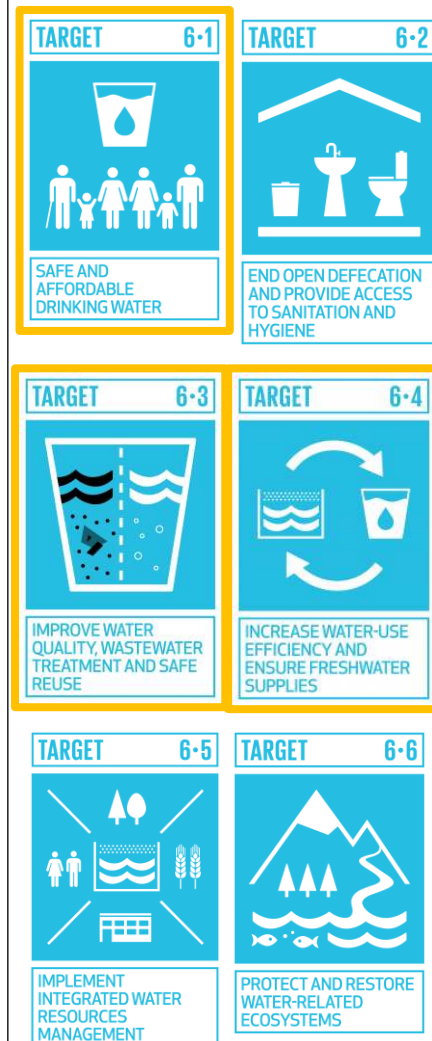 TARGET 6·1
SAFE AND
AFFORDABLE
DRINKING WATER
TARGET 6·2
END OPEN DEFECATION
AND PROVIDE ACCESS
TO SANITATION AND
HYGIENE
TARGET 6·3
IMPROVE WATER
QUALITY, WASTEWATER
TREATMENT AND SAFE
REUSE
TARGET 6·4
INCREASE WATER-USE
EFFICIENCY AND
ENSURE FRESHWATER
SUPPLIES
TARGET 6·5
IMPLEMENT
INTEGRATED WATER
RESOURCES
MANAGEMENT
TARGET 6·6
PROTECT AND RESTORE
WATER-RELATED
ECOSYSTEMS